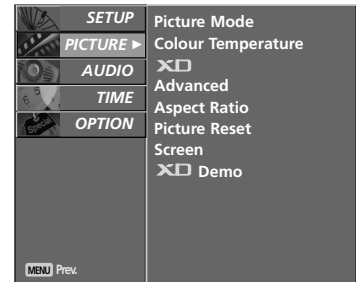 SETUP
PICTURE ►
AUDIO
TIME
OPTION
MENU Prev.
Picture Mode
Colour Temperature
XD
Advanced
Aspect Ratio
Picture Reset
Screen
XD Demo
Special